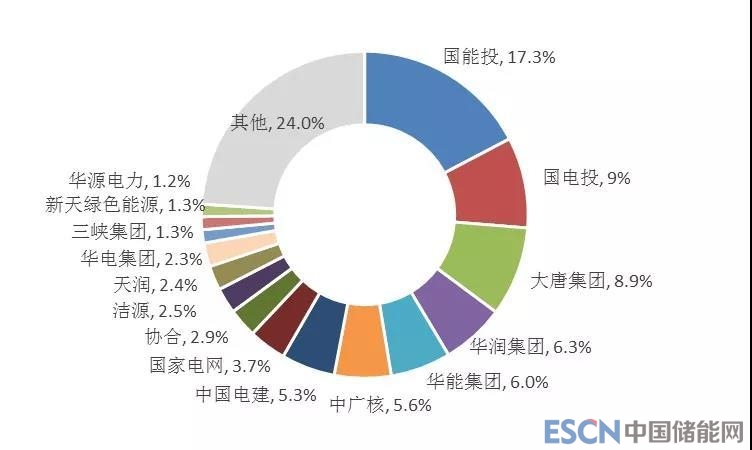 国能投, 17.3%
国电投, 9%
大唐集团, 8.9%
华润集团, 6.3%
华能集团, 6.0%
中广核, 5.6%
中国电建, 5.3%
国家电网, 3.7%
协合, 2.9%
洁源, 2.5%
天润, 2.4%
华电集团, 2.3%
三峡集团, 1.3%
新天绿色能源, 1.3%
华源电力, 1.2%
其他, 24.0%
ESCN中国储能网